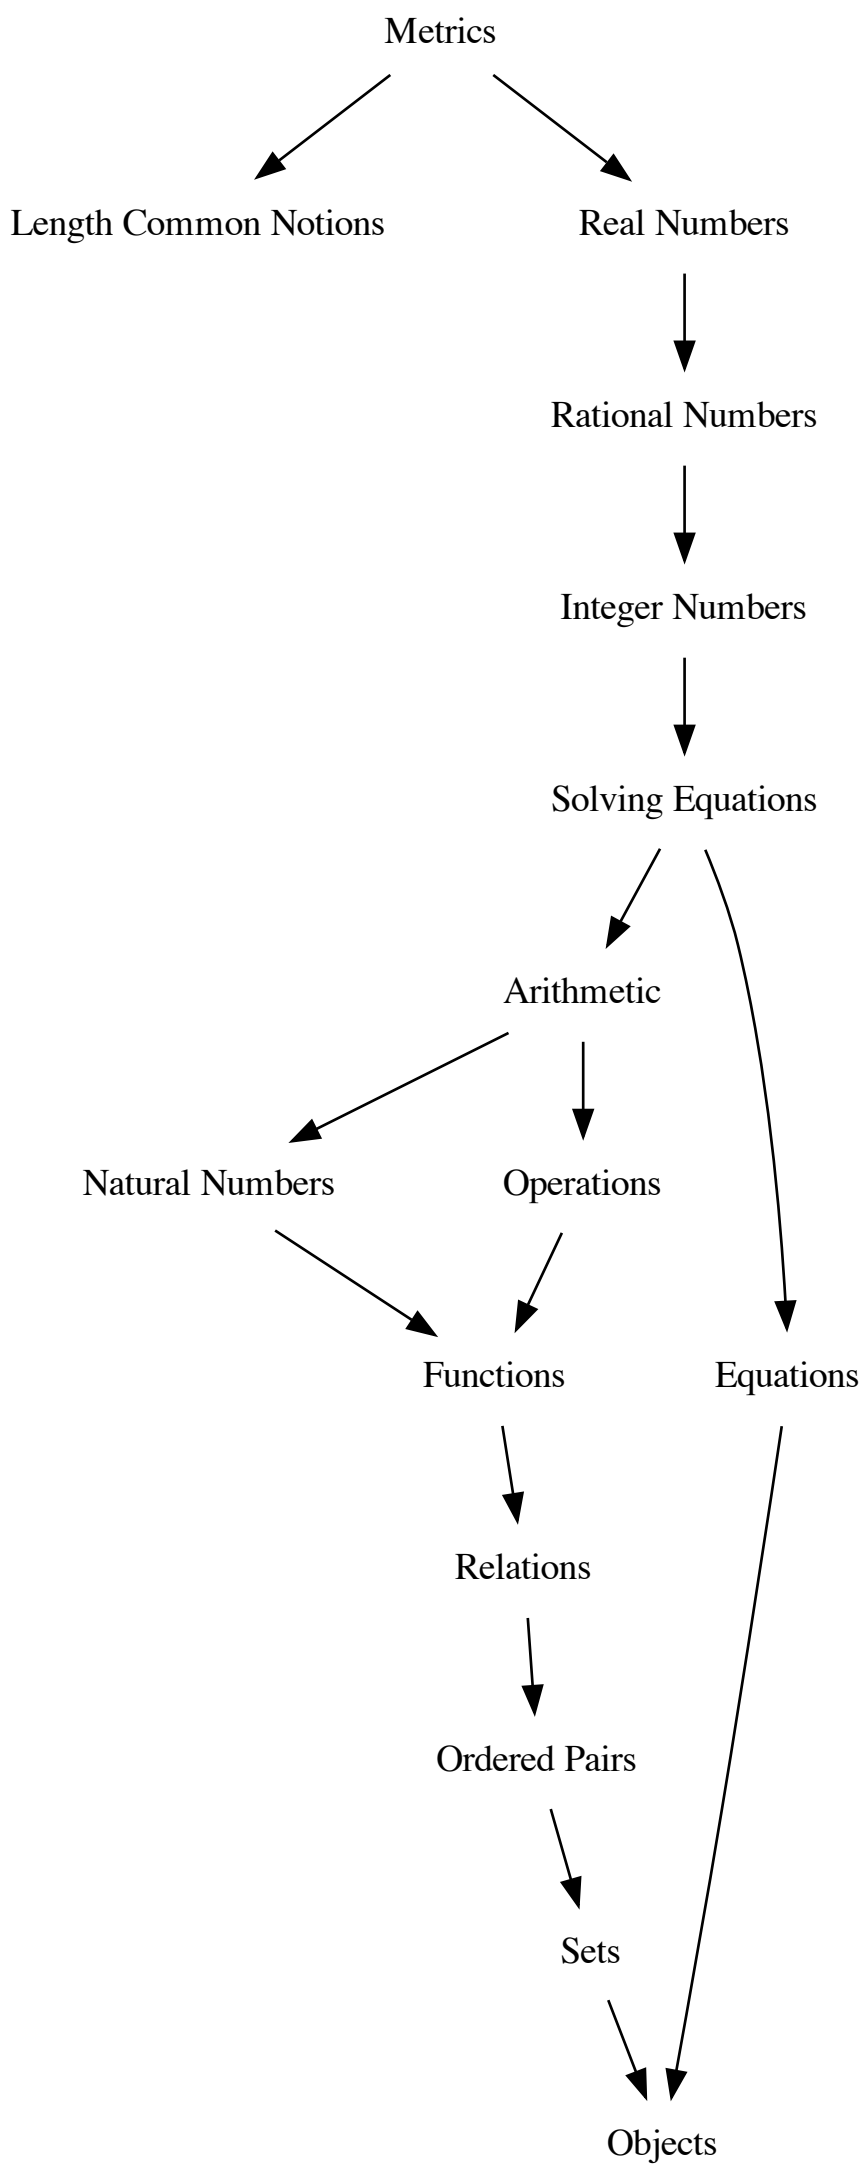 Metrics
Length Common Notions
Real Numbers
Rational Numbers
Integer Numbers
Solving Equations
Arithmetic
Natural Numbers
Operations
Functions
Equations
Relations
Ordered Pairs
Sets
Objects